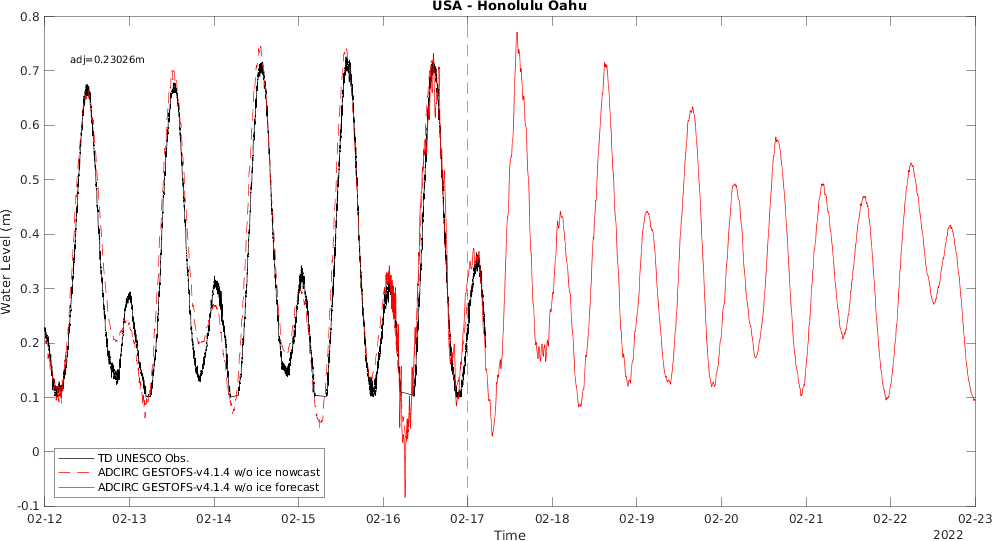 USA - Honolulu Oahu
adj=0.23026m
0.8
0.7
0.6
0.5
0.4
0.3
0.2
0.1
0
-0.1
Water Level (m)
TD UNESCO Obs.
ADCIRC GESTOFS-v4.1.4 w/o ice nowcast
ADCIRC GESTOFS-v4.1.4 w/o ice forecast
02-12 02-13 02-14 02-15 02-16 02-17 02-18 02-19 02-20 02-21 02-22 02-23
Time
2022